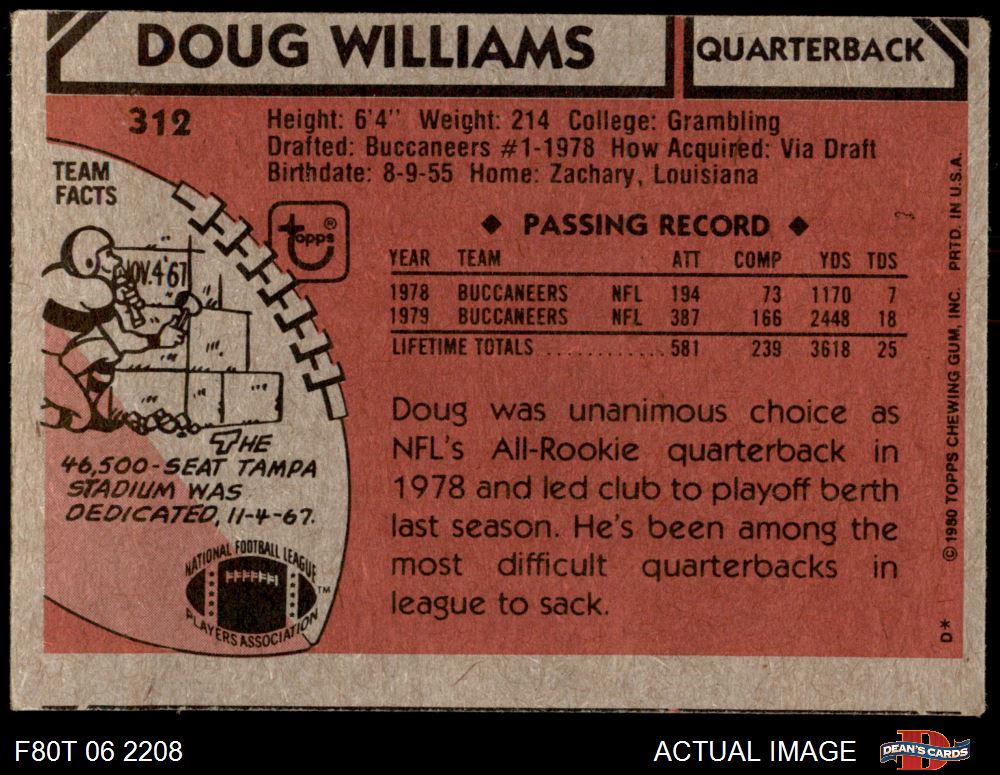 DOUG WILLIAMS
QUARTERBACK
312
Height: 6'4" Weight: 214 College: Grambling
Drafted: Buccaneers #1-1978 How Acquired: Via Draft
Birthdate: 8-9-55 Home: Zachary, Louisiana
TEAM
FACTS
topps®
NOV. 4 '67
THE
46,500-SEAT TAMPA
STADIUM WAS
DEDICATED, 11-4-67.
NATIONAL FOOTBALL LEAGUE
PLAYERS ASSOCIATION
TM
◆ PASSING RECORD ◆
YEAR TEAM ATT COMP YDS TDS
1978 BUCCANEERS NFL 194 73 1170 7
1979 BUCCANEERS NFL 387 166 2448 18
LIFETIME TOTALS ............ 581 239 3618 25
Doug was unanimous choice as
NFL's All-Rookie quarterback in
1978 and led club to playoff berth
last season. He's been among the
most difficult quarterbacks in
league to sack.
©1980 TOPPS CHEWING GUM, INC. PRTD. IN U.S.A.
D*
F80T 06 2208
ACTUAL IMAGE
DEAN'S CARDS